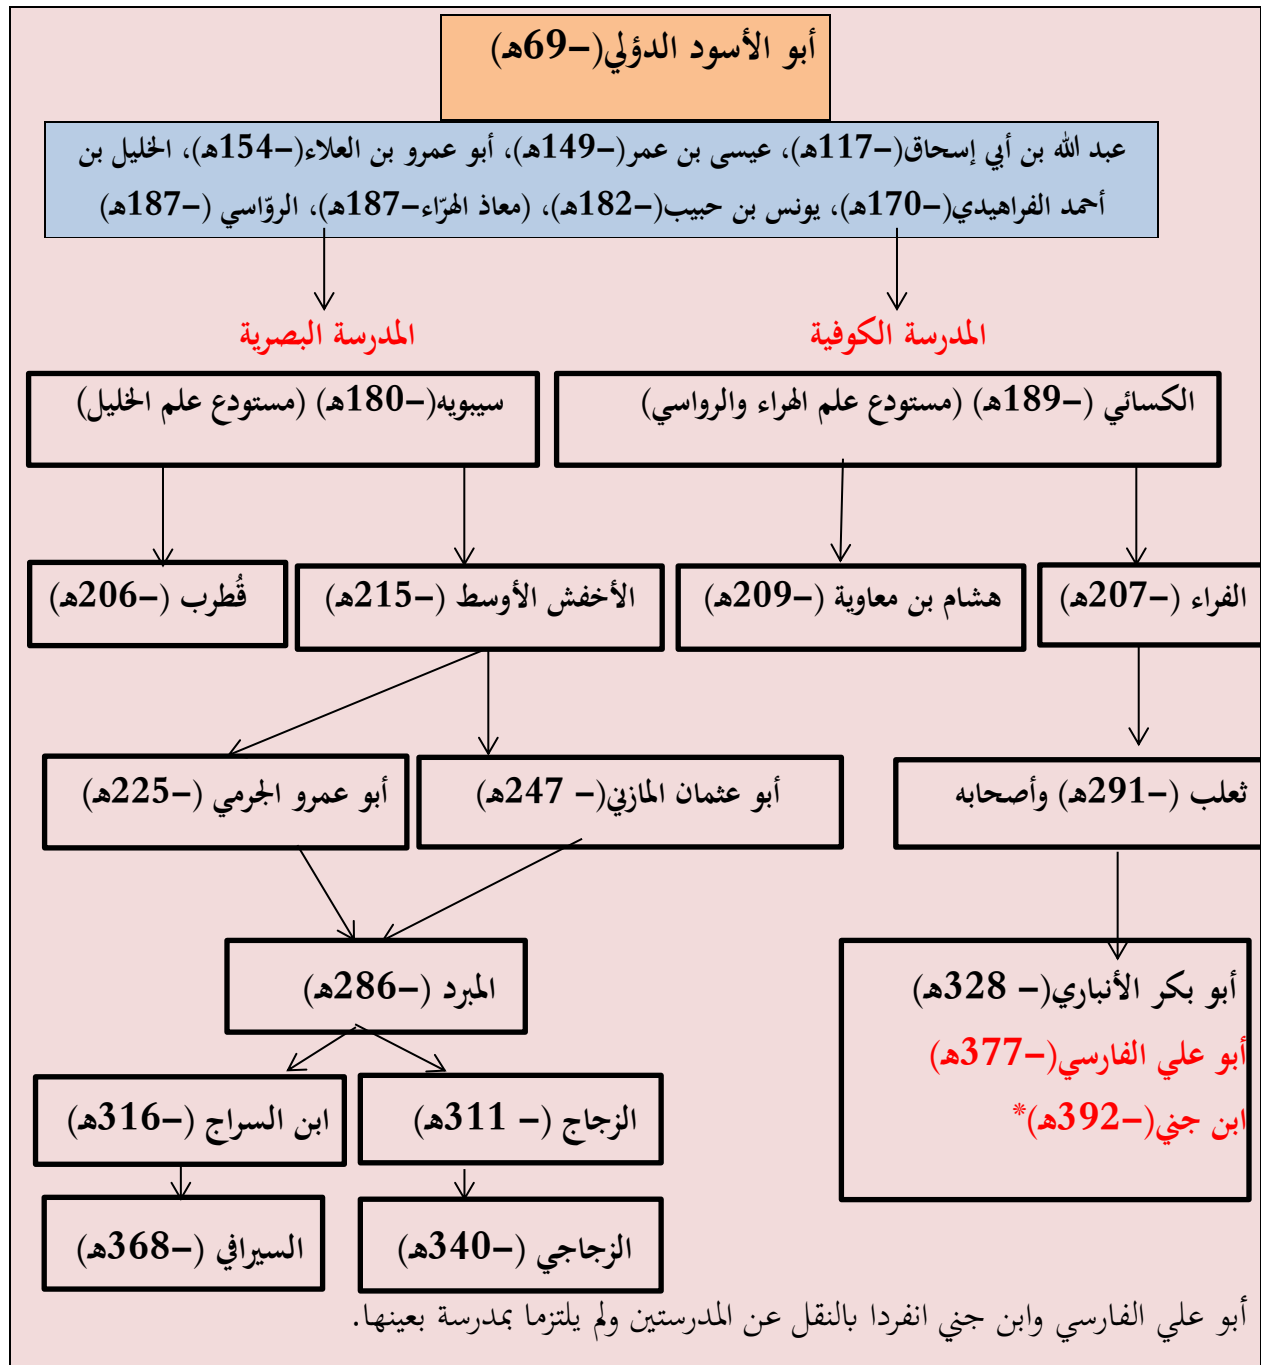 أبو الأسود الدؤلي(–69هـ)
عبد الله بن أبي إسحاق(–117هـ)، عيسى بن عمر(–149هـ)، أبو عمرو بن العلاء(–154هـ)، الخليل بن
أحمد الفراهيدي(–170هـ)، يونس بن حبيب(–182هـ)، (معاذ الهرّاء–187هـ)، الروّاسي (–187هـ)
المدرسة الكوفية
المدرسة البصرية
الكسائي (–189هـ) (مستودع علم الهراء والرواسي)
سيبويه(–180هـ) (مستودع علم الخليل)
الفراء (–207هـ)
هشام بن معاوية (–209هـ)
الأخفش الأوسط (–215هـ)
قُطرب (–206هـ)
ثعلب (–291هـ) وأصحابه
أبو عثمان المازني(– 247هـ)
أبو عمرو الجرمي (–225هـ)
أبو بكر الأنباري(– 328هـ)
أبو علي الفارسي(–377هـ)
ابن جني(–392هـ)*
المبرد (–286هـ)
الزجاج (– 311هـ)
ابن السراج (–316هـ)
الزجاجي (–340هـ)
السيرافي (–368هـ)
أبو علي الفارسي وابن جني انفردا بالنقل عن المدرستين ولم يلتزما بمدرسة بعينها.